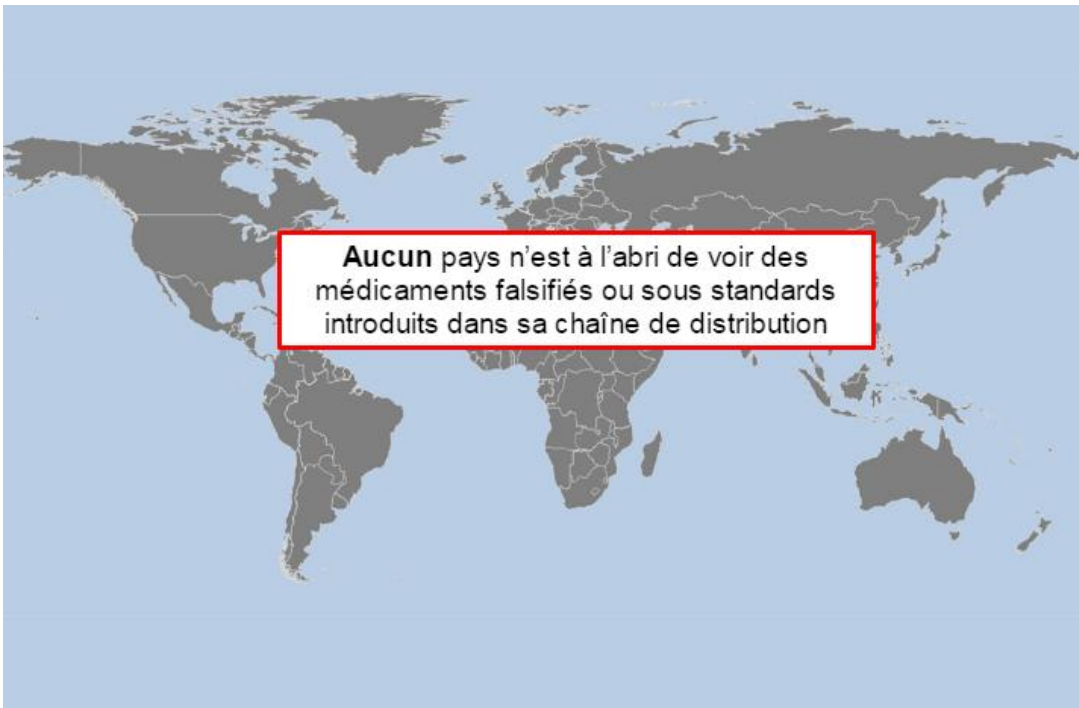 Aucun pays n’est à l’abri de voir des
médicaments falsifiés ou sous standards
introduits dans sa chaîne de distribution